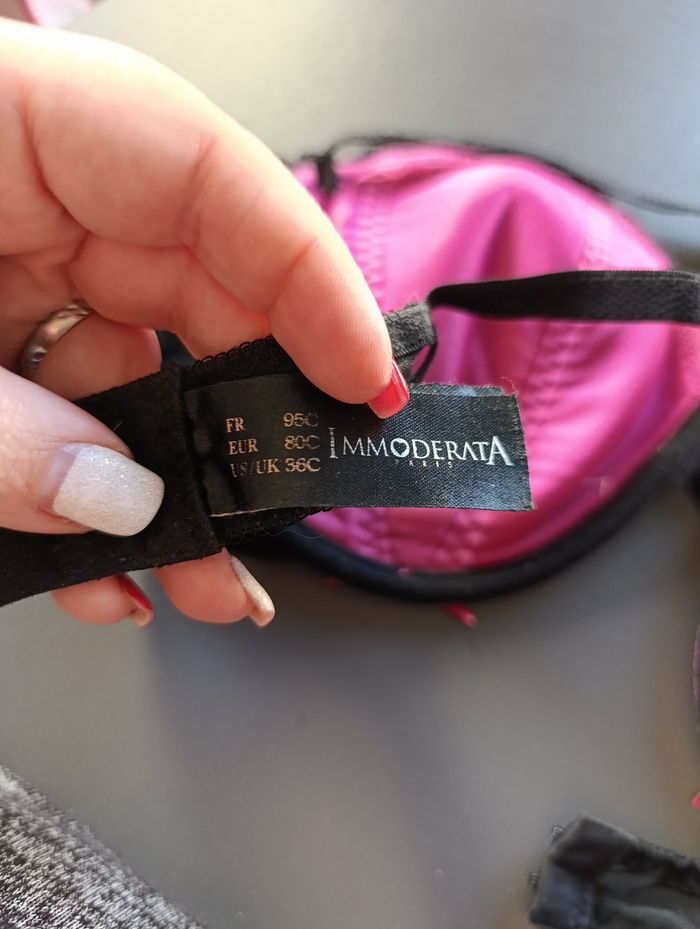 FR 95C
EUR 80C
US/UK 36C
IMMODERATA
PARIS